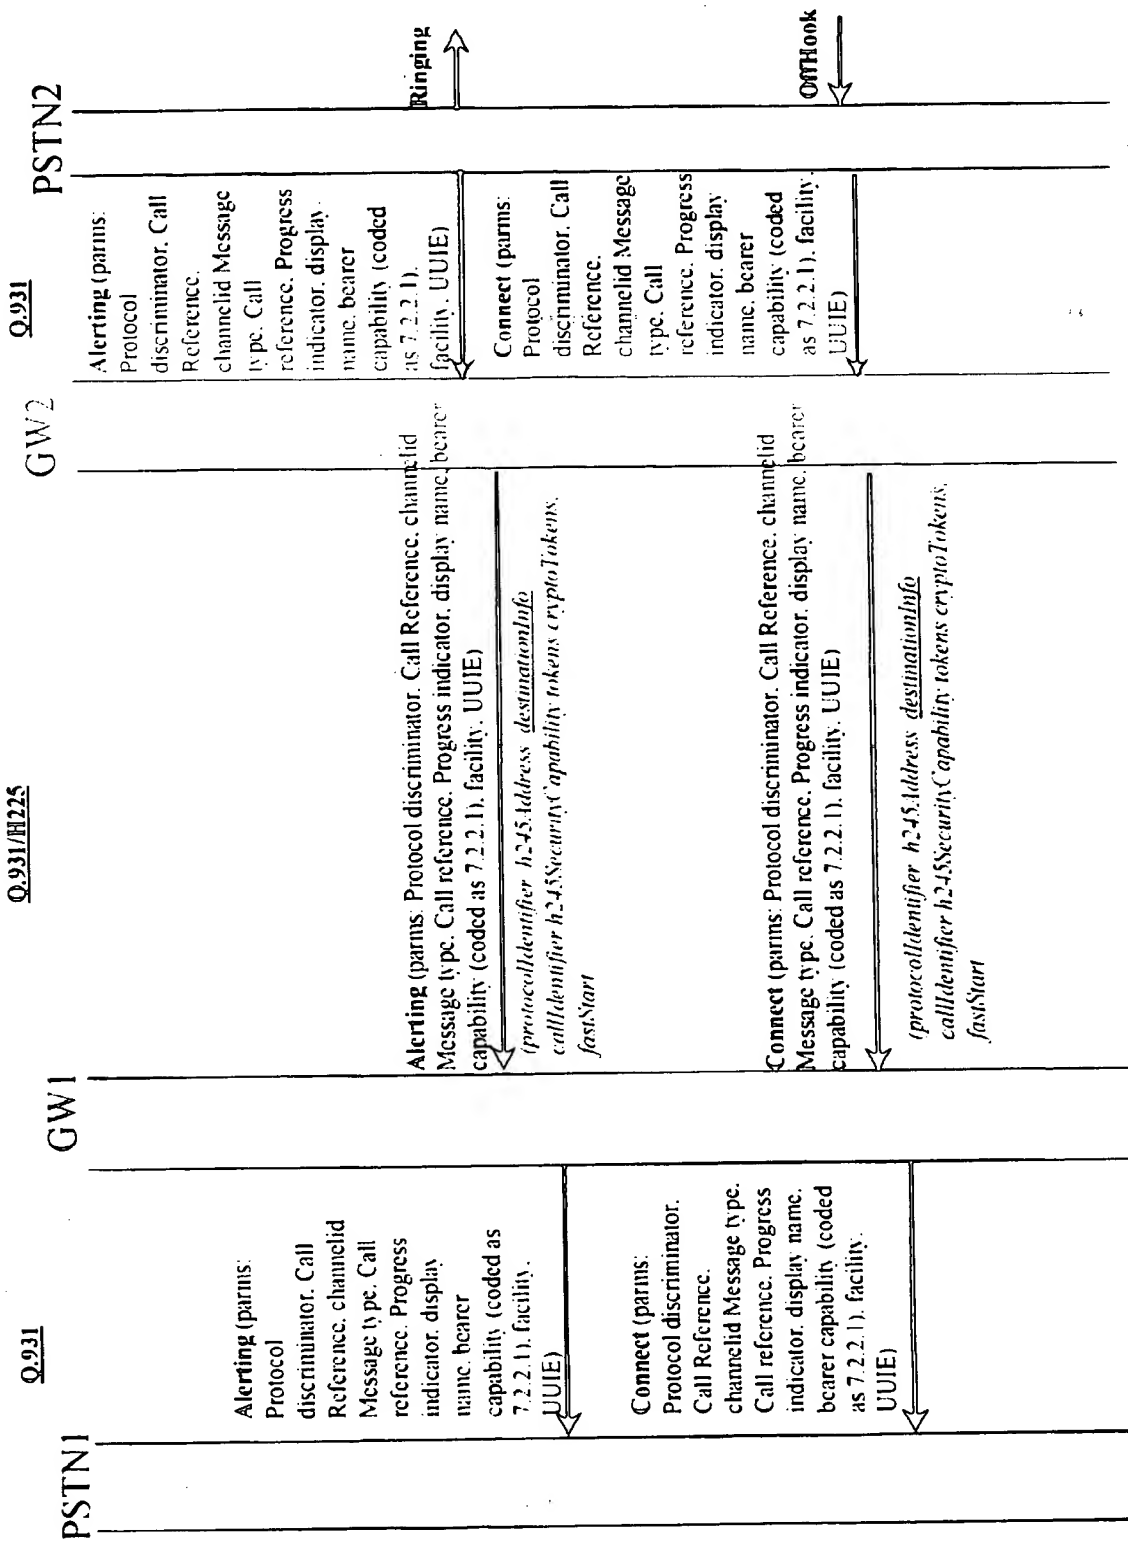 Q.931
Q.931/H225
Q.931
PSTN1
GW1
GW2
PSTN2
Alerting (parms:
Protocol
discriminator. Call
Reference. channelid
Message type. Call
reference. Progress
indicator. display
name. bearer
capability (coded as
7.2.2.1). facility.
UUIE)
Connect (parms:
Protocol discriminator.
Call Reference.
channelid Message type.
Call reference. Progress
indicator. display name.
bearer capability (coded
as 7.2.2.1). facility.
UUIE)
Alerting (parms: Protocol discriminator. Call Reference. channelid
Message type. Call reference. Progress indicator. display name. bearer
capability (coded as 7.2.2.1). facility. UUIE)
(protocolIdentifier h245Address destinationInfo
callIdentifier h245SecurityCapability tokens cryptoTokens.
fastStart
Connect (parms: Protocol discriminator. Call Reference. channelid
Message type. Call reference. Progress indicator. display name. bearer
capability (coded as 7.2.2.1). facility. UUIE)
(protocolIdentifier h245Address destinationInfo
callIdentifier h245SecurityCapability tokens cryptoTokens.
fastStart
Alerting (parms:
Protocol
discriminator. Call
Reference.
channelid Message
type. Call
reference. Progress
indicator. display.
name. bearer
capability (coded
as 7.2.2.1).
facility. UUIE)
Ringing
Connect (parms:
Protocol
discriminator. Call
Reference.
channelid Message
type. Call
reference. Progress
indicator. display
name. bearer
capability (coded
as 7.2.2.1). facility.
UUIE)
OffHook